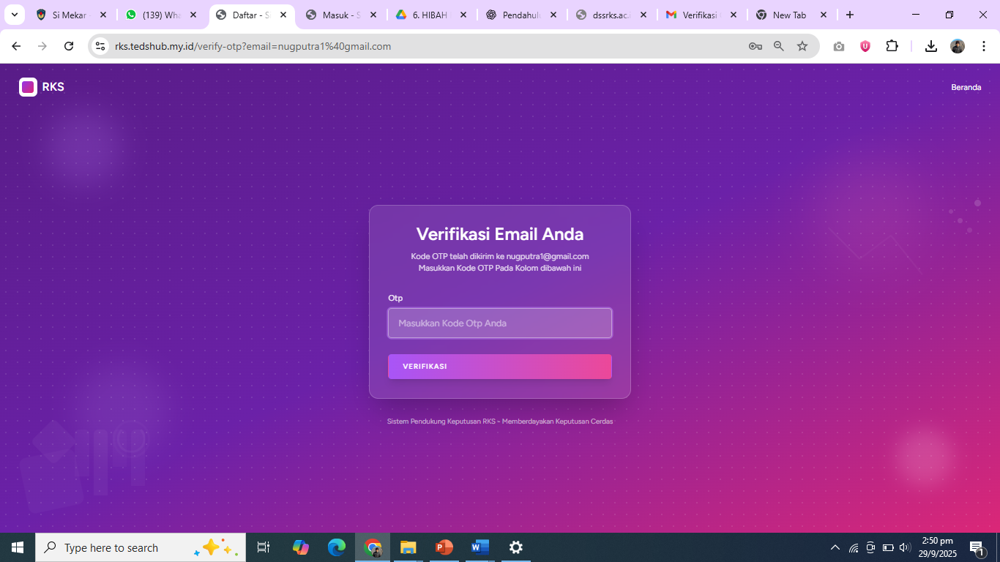 Si Mekar -
(139) Wha
Daftar - S
Masuk - S
6. HIBAH
Pendahulu
dssrks.ac.i
Verifikasi
New Tab
rks.tedshub.my.id/verify-otp?email=nugputra1%40gmail.com
RKS
Beranda
Verifikasi Email Anda
Kode OTP telah dikirim ke nugputra1@gmail.com
Masukkan Kode OTP Pada Kolom dibawah ini
Otp
Masukkan Kode Otp Anda
VERIFIKASI
Sistem Pendukung Keputusan RKS - Memberdayakan Keputusan Cerdas
Type here to search
2:50 pm
29/9/2025
1